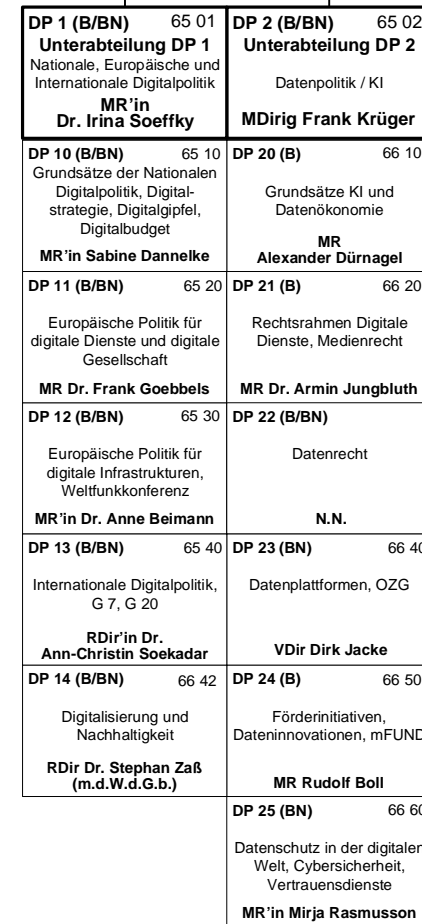 DP 1 (B/BN) 65 01
Unterabteilung DP 1
Nationale, Europäische und
Internationale Digitalpolitik
MR’in
Dr. Irina Soeffky
DP 10 (B/BN) 65 10
Grundsätze der Nationalen
Digitalpolitik, Digital-
strategie, Digitalgipfel,
Digitalbudget
MR’in Sabine Dannelke
DP 11 (B/BN) 65 20
Europäische Politik für
digitale Dienste und digitale
Gesellschaft
MR Dr. Frank Goebbels
DP 12 (B/BN) 65 30
Europäische Politik für
digitale Infrastrukturen,
Weltfunkkonferenz
MR’in Dr. Anne Beimann
DP 13 (B/BN) 65 40
Internationale Digitalpolitik,
G 7, G 20
RDir’in Dr.
Ann-Christin Soekadar
DP 14 (B/BN) 66 42
Digitalisierung und
Nachhaltigkeit
RDir Dr. Stephan Zaß
(m.d.W.d.G.b.)
DP 2 (B/BN) 65 02
Unterabteilung DP 2
Datenpolitik / KI
MDirig Frank Krüger
DP 20 (B) 66 10
Grundsätze KI und
Datenökonomie
MR
Alexander Dürnagel
DP 21 (B) 66 20
Rechtsrahmen Digitale
Dienste, Medienrecht
MR Dr. Armin Jungbluth
DP 22 (B/BN)
Datenrecht
N.N.
DP 23 (BN) 66 40
Datenplattformen, OZG
VDir Dirk Jacke
DP 24 (B) 66 50
Förderinitiativen,
Dateninnovationen, mFUND
MR Rudolf Boll
DP 25 (BN) 66 60
Datenschutz in der digitalen
Welt, Cybersicherheit,
Vertrauensdienste
MR’in Mirja Rasmusson